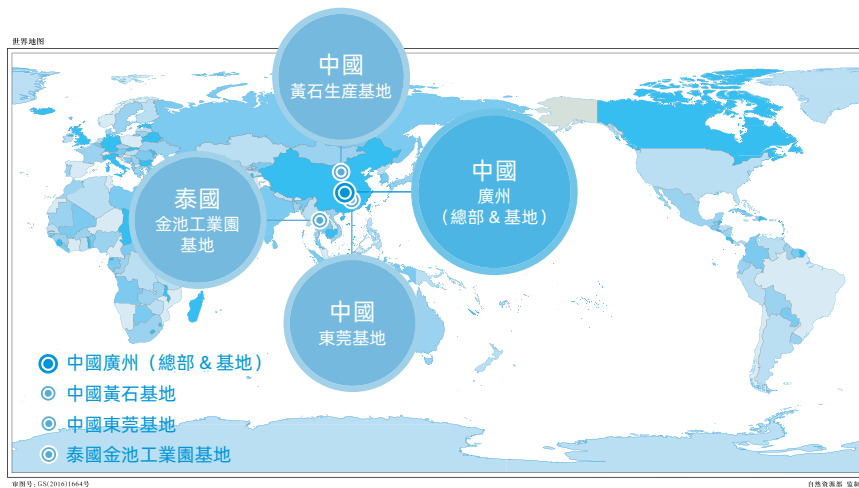 世界地图
中國
黃石生産基地
中國
廣州
（總部 & 基地）
泰國
金池工業園
基地
中國
東莞基地
中國廣州（總部 & 基地）
中國黃石基地
中國東莞基地
泰國金池工業園基地
审图号：GS(2016)1664号
自然资源部 监制